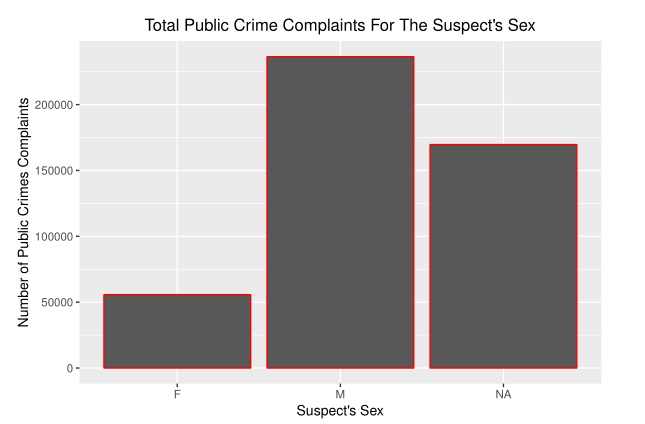 Total Public Crime Complaints For The Suspect's Sex
Number of Public Crimes Complaints
200000
150000
100000
50000
0
F
M
NA
Suspect's Sex